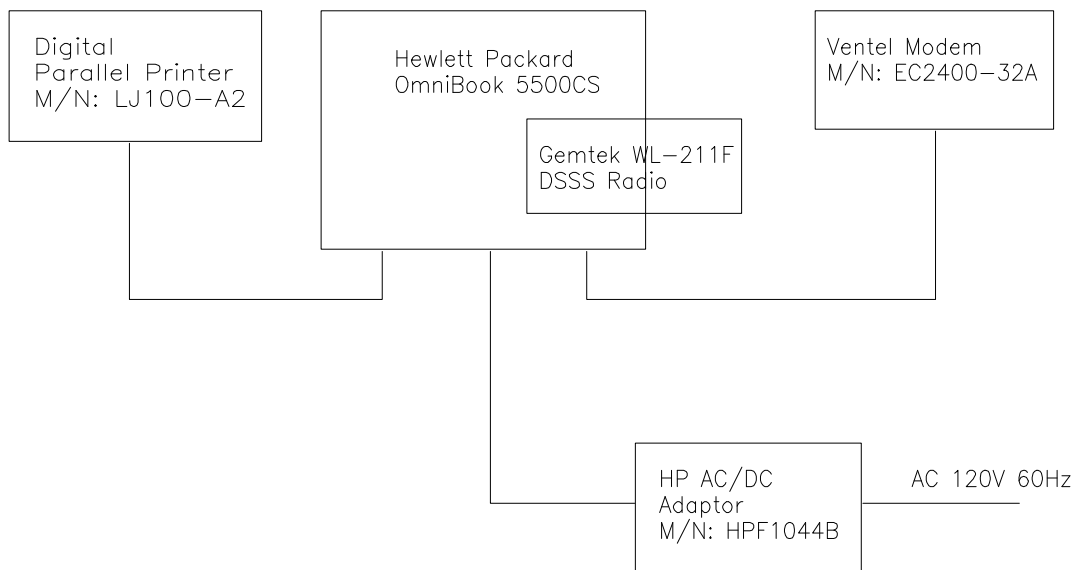 Digital
Parallel Printer
M/N: LJ100-A2
Hewlett Packard
OmniBook 5500CS
Gemtek WL-211F
DSSS Radio
Ventel Modem
M/N: EC2400-32A
HP AC/DC
Adaptor
M/N: HPF1044B
AC 120V 60Hz